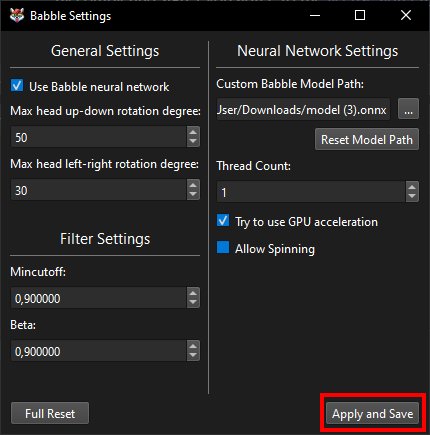 Babble Settings
General Settings
Use Babble neural network
Max head up-down rotation degree:
50
Max head left-right rotation degree:
30
Filter Settings
Mincutoff:
0,900000
Beta:
0,900000
Full Reset
Neural Network Settings
Custom Babble Model Path:
Jser/Downloads/model (3).onnx
...
Reset Model Path
Thread Count:
1
Try to use GPU acceleration
Allow Spinning
Apply and Save